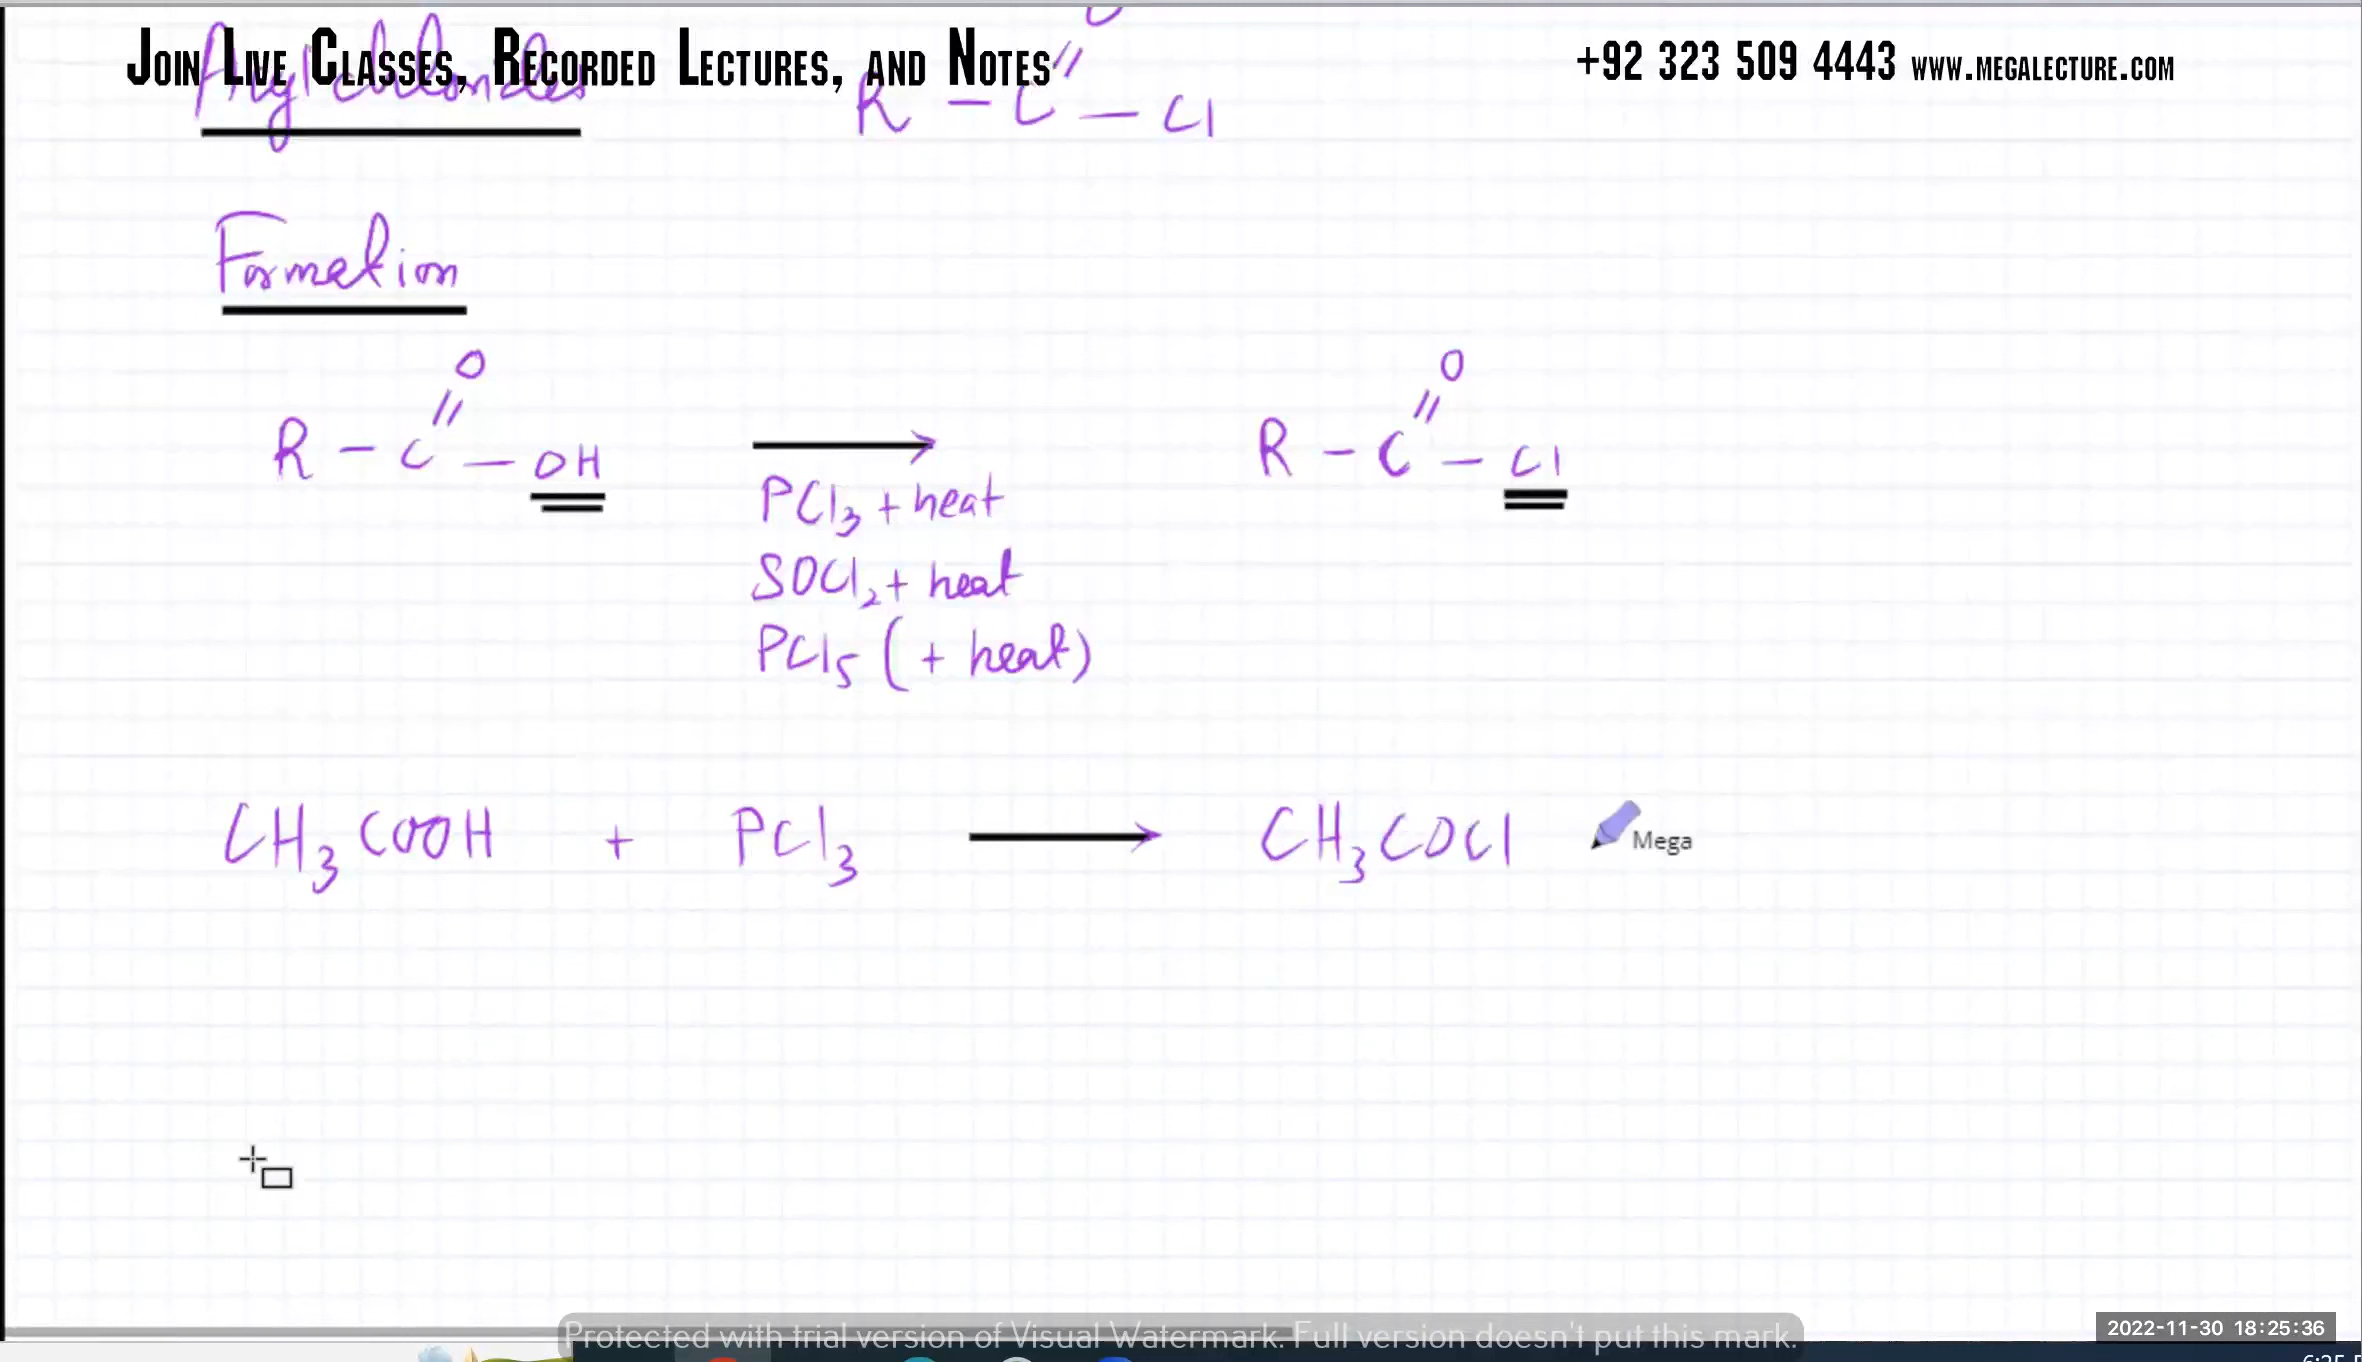 JOIN LIVE CLASSES, RECORDED LECTURES, AND NOTES +92 323 509 4443 WWW.MEGALECTURE.COM
O
//
R - C - Cl
Formation
O O
// //
R - C - OH → R - C - Cl
PCl₃ + heat
SOCl₂ + heat
PCl₅ (+ heat)
CH₃COOH + PCl₃ → CH₃COCl Mega
Protected with trial version of Visual Watermark. Full version doesn't put this mark.
2022-11-30 18:25:36